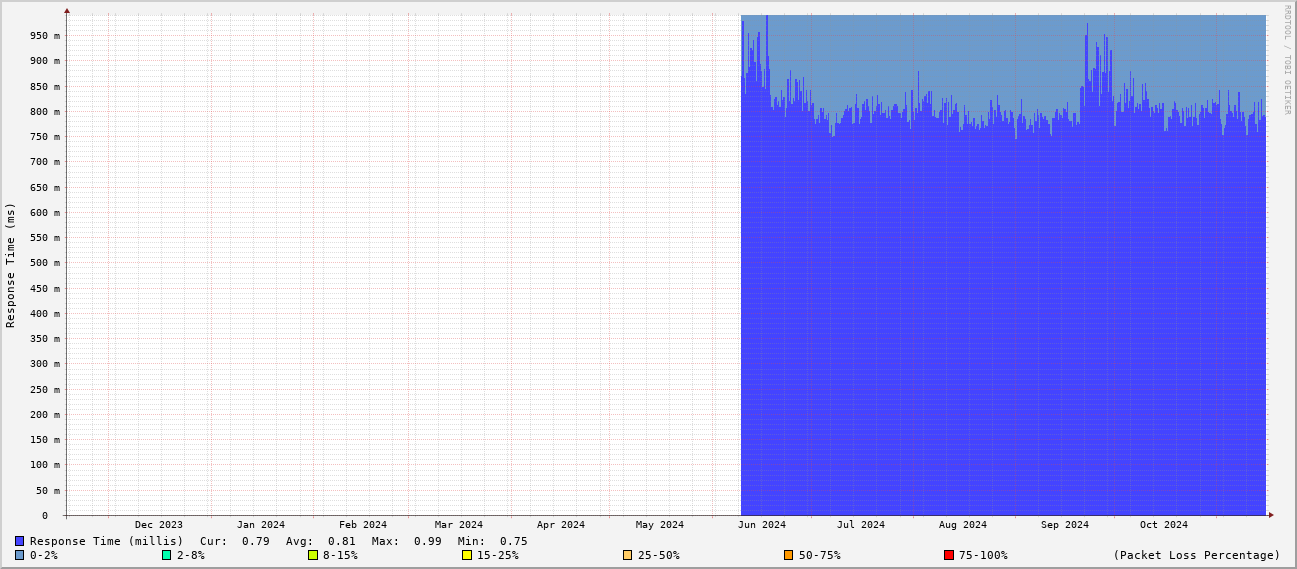 RRDTOOL / TOBI OETIKER
Response Time (ms)
950 m
900 m
850 m
800 m
750 m
700 m
650 m
600 m
550 m
500 m
450 m
400 m
350 m
300 m
250 m
200 m
150 m
100 m
50 m
0
Dec 2023 Jan 2024 Feb 2024 Mar 2024 Apr 2024 May 2024 Jun 2024 Jul 2024 Aug 2024 Sep 2024 Oct 2024
Response Time (millis) Cur: 0.79 Avg: 0.81 Max: 0.99 Min: 0.75
0-2% 2-8% 8-15% 15-25% 25-50% 50-75% 75-100% (Packet Loss Percentage)